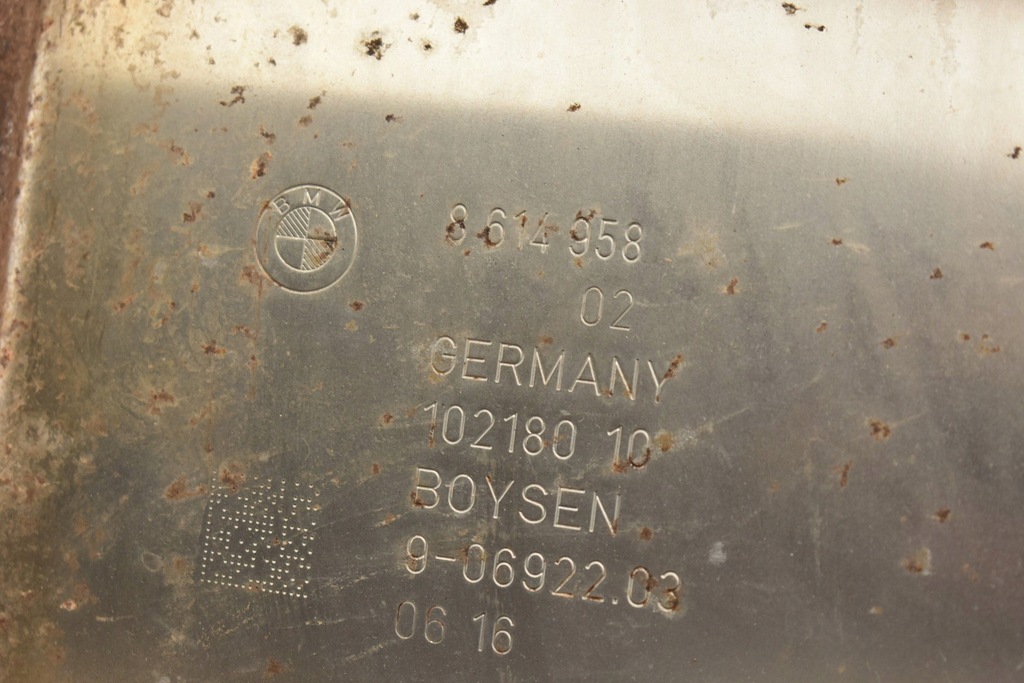 BMW
8 614 958
02
GERMANY
102180 10
BOYSEN
9-06922.03
06 16